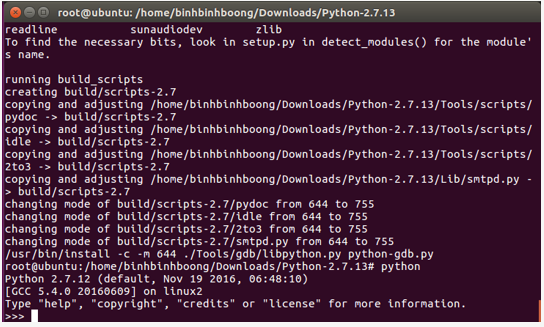 root@ubuntu: /home/binhbinhboong/Downloads/Python-2.7.13
readline           sunaudiodev        zlib
To find the necessary bits, look in setup.py in detect_modules() for the module'
s name.
running build_scripts
creating build/scripts-2.7
copying and adjusting /home/binhbinhboong/Downloads/Python-2.7.13/Tools/scripts/
pydoc -> build/scripts-2.7
copying and adjusting /home/binhbinhboong/Downloads/Python-2.7.13/Tools/scripts/
idle -> build/scripts-2.7
copying and adjusting /home/binhbinhboong/Downloads/Python-2.7.13/Tools/scripts/
2to3 -> build/scripts-2.7
copying and adjusting /home/binhbinhboong/Downloads/Python-2.7.13/Lib/smtpd.py -
> build/scripts-2.7
changing mode of build/scripts-2.7/pydoc from 644 to 755
changing mode of build/scripts-2.7/idle from 644 to 755
changing mode of build/scripts-2.7/2to3 from 644 to 755
changing mode of build/scripts-2.7/smtpd.py from 644 to 755
/usr/bin/install -c -m 644 ./Tools/gdb/libpython.py python-gdb.py
root@ubuntu:/home/binhbinhboong/Downloads/Python-2.7.13# python
Python 2.7.12 (default, Nov 19 2016, 06:48:10)
[GCC 5.4.0 20160609] on linux2
Type "help", "copyright", "credits" or "license" for more information.
>>>